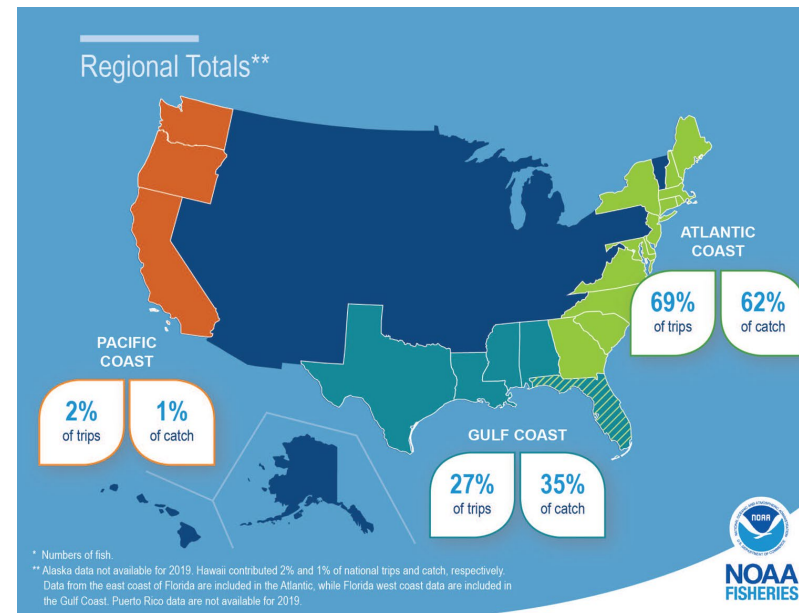 Regional Totals**
ATLANTIC
COAST
69%
of trips
62%
of catch
PACIFIC
COAST
2%
of trips
1%
of catch
GULF COAST
27%
of trips
35%
of catch
* Numbers of fish.
** Alaska data not available for 2019. Hawaii contributed 2% and 1% of national trips and catch, respectively.
Data from the east coast of Florida are included in the Atlantic, while Florida west coast data are included in
the Gulf Coast. Puerto Rico data are not available for 2019.
NOAA
NOAA
FISHERIES